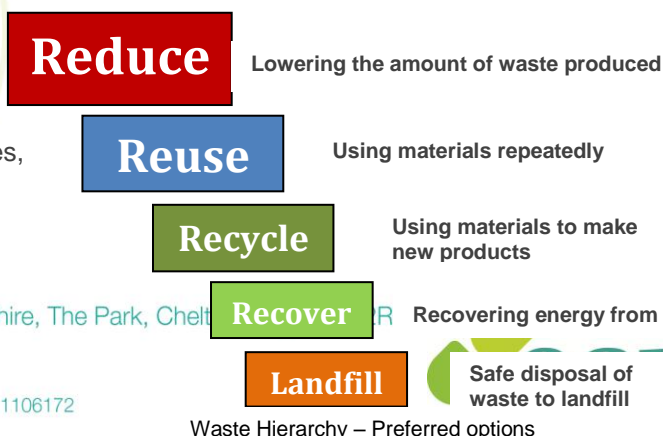 Reduce
Lowering the amount of waste produced
es,
Reuse
Using materials repeatedly
Recycle
Using materials to make
new products
hire, The Park, Chelt
Recover
2R
Recovering energy from
Landfill
Safe disposal of
waste to landfill
1106172
Waste Hierarchy – Preferred options